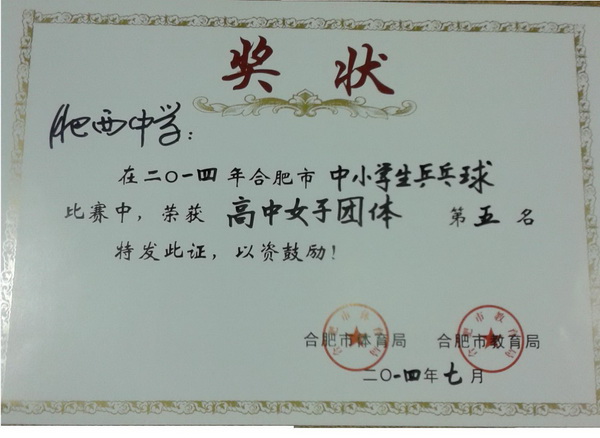 奖状
肥西中学：
在二〇一四年合肥市中小学生乒乓球
比赛中，荣获 高中女子团体 第五名
特发此证，以资鼓励！
合肥市体育局 合肥市教育局
二〇一四年七月